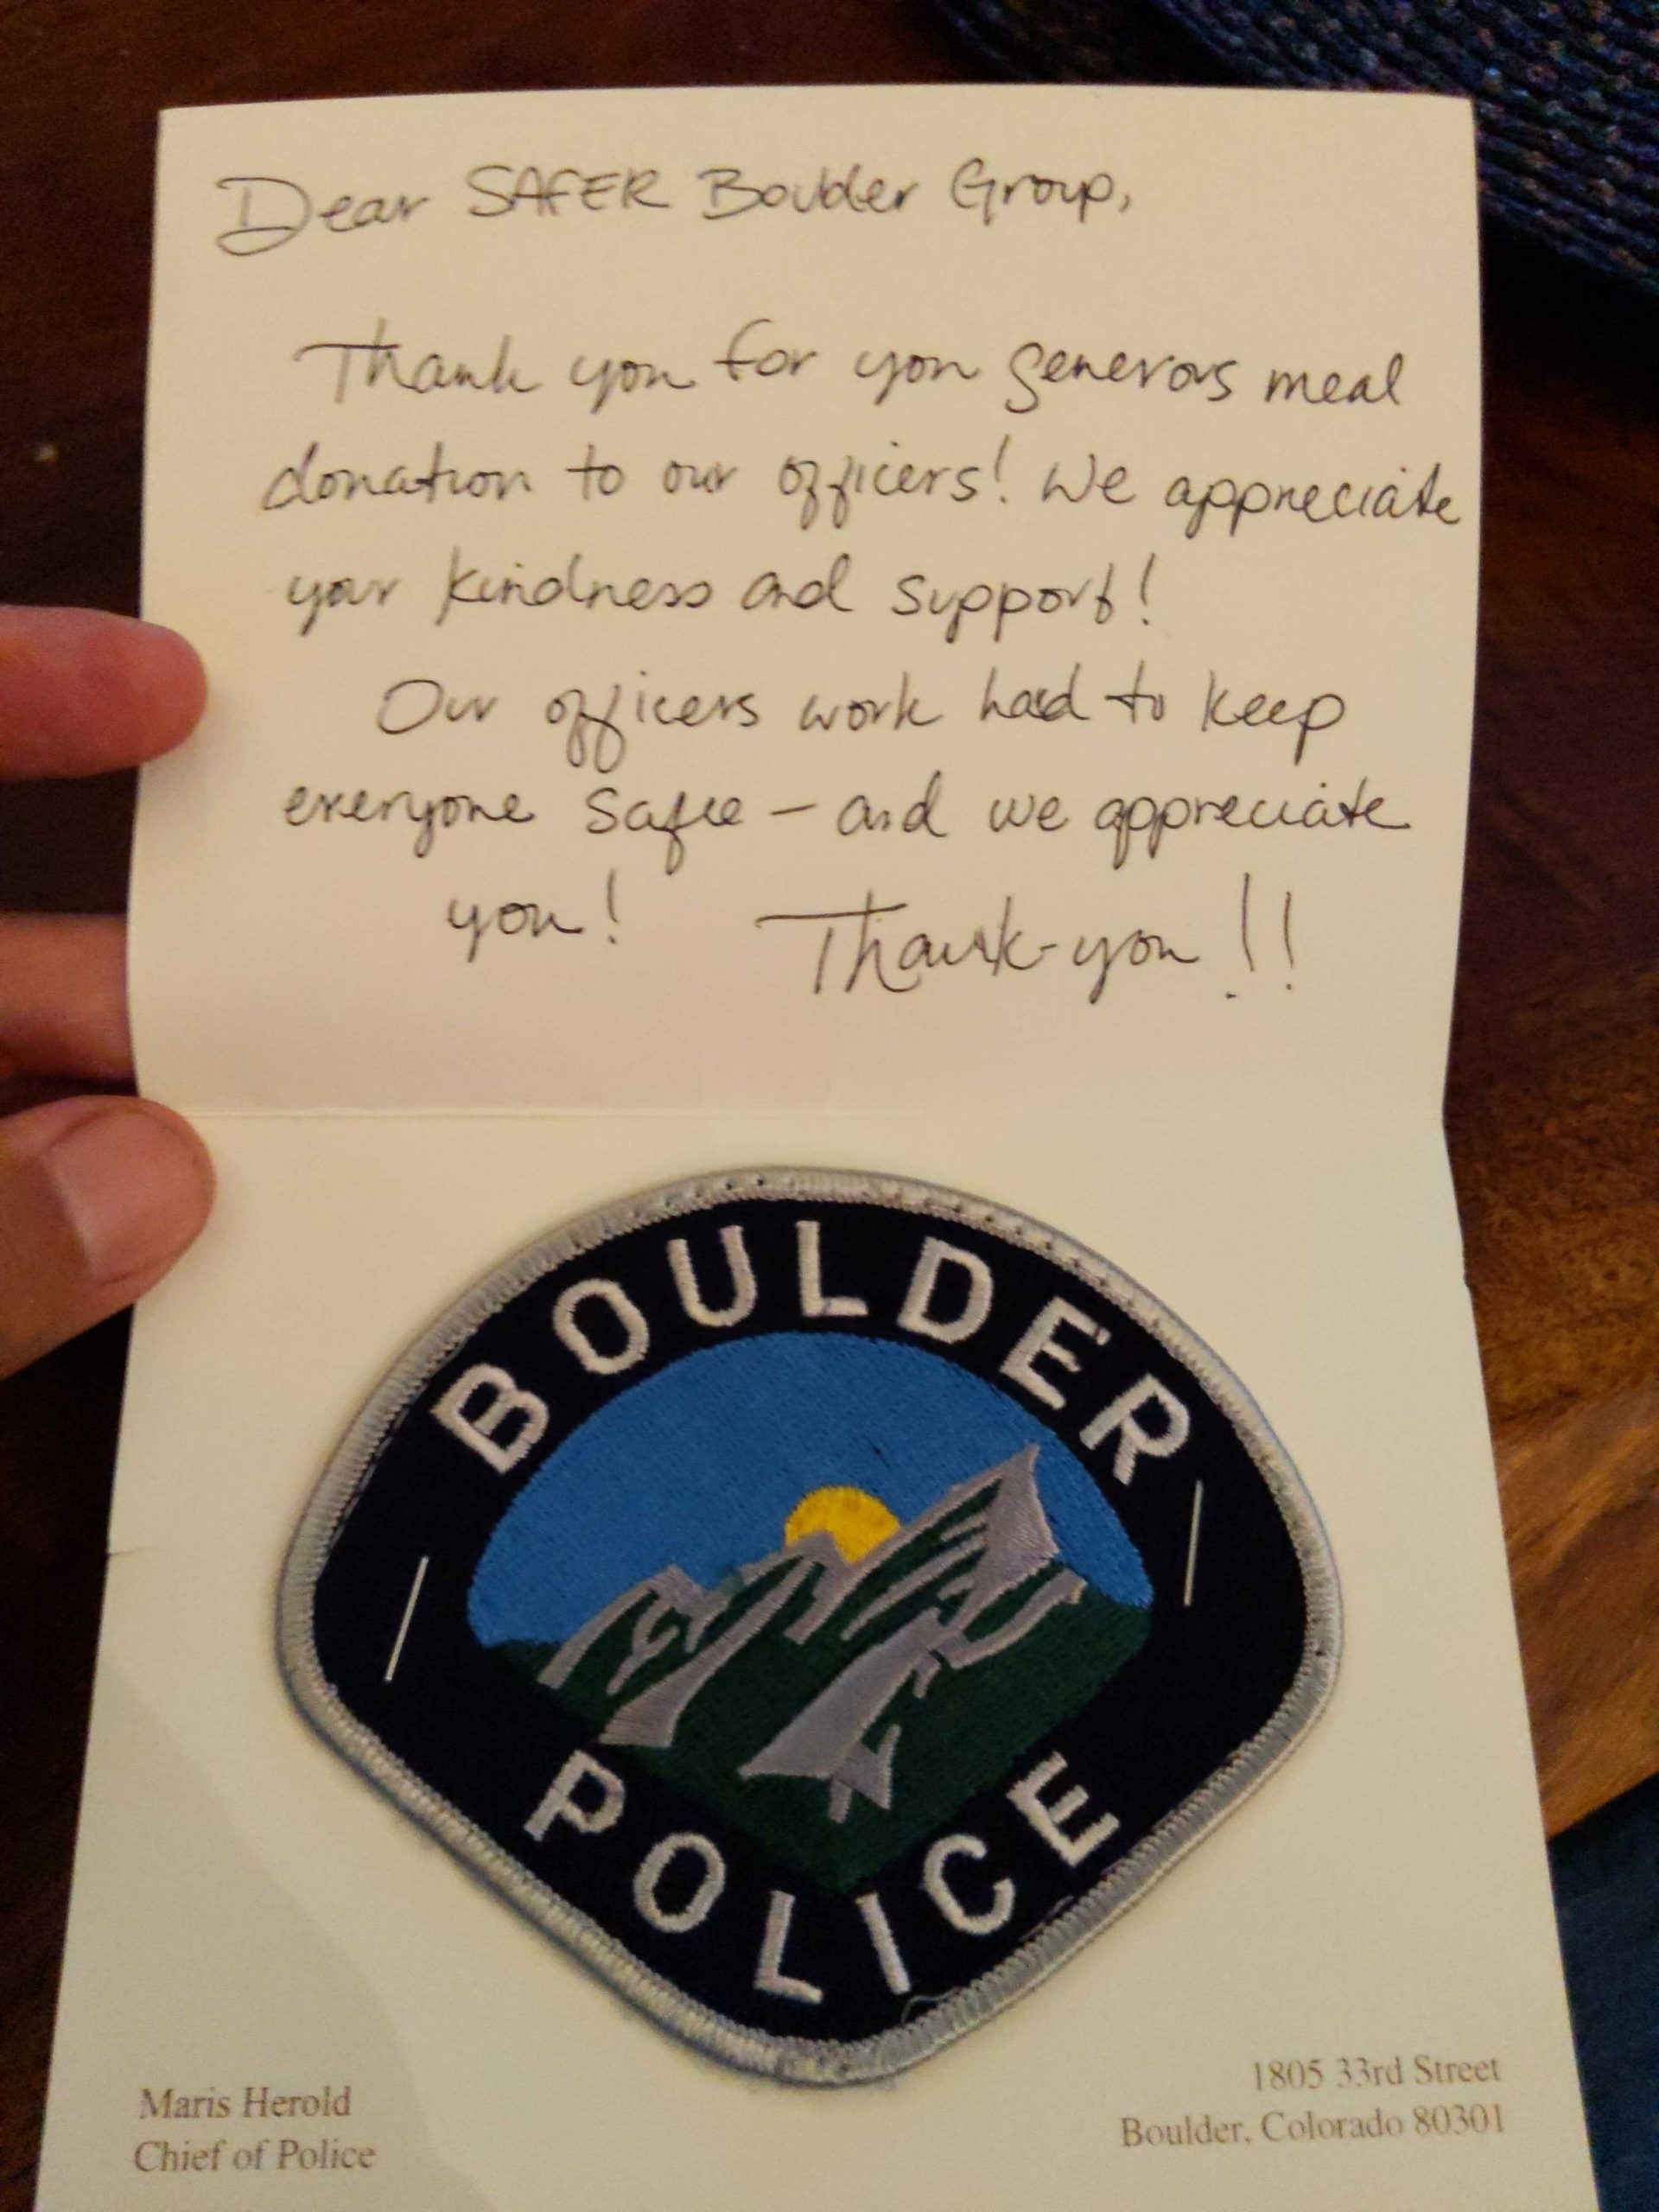 Dear SAFER Boulder Group,
Thank you for you generous meal
donation to our officers! We appreciate
your kindness and support!
Our officers work hard to keep
everyone safe – and we appreciate
you! Thank-you!!
BOULDER
POLICE
Maris Herold
Chief of Police
1805 33rd Street
Boulder, Colorado 80301